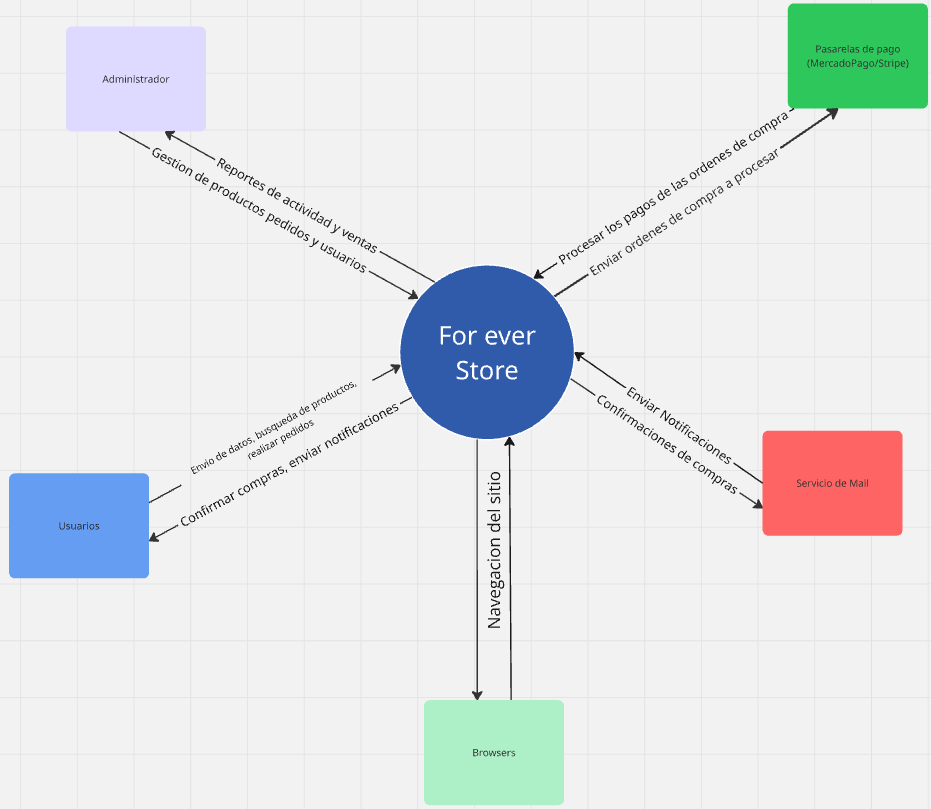 Administrador
Pasarelas de pago
(MercadoPago/Stripe)
Reportes de actividad y ventas
Gestion de productos pedidos y usuarios
Procesar los pagos de las ordenes de compra
Enviar ordenes de compra a procesar
For ever
Store
Envio de datos, busqueda de productos,
realizar pedidos
Confirmar compras, enviar notificaciones
Enviar Notificaciones
Confirmaciones de compras
Usuarios
Servicio de Mail
Navegacion del sitio
Browsers